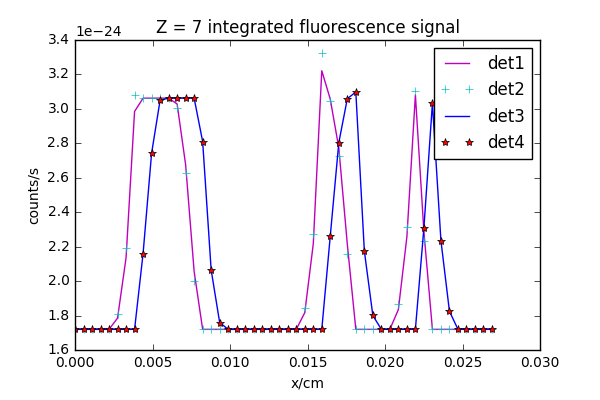 Z = 7 integrated fluorescence signal
1e−24
3.4
3.2
3.0
2.8
2.6
2.4
2.2
2.0
1.8
1.6
counts/s
det1
det2
det3
det4
0.000 0.005 0.010 0.015 0.020 0.025 0.030
x/cm